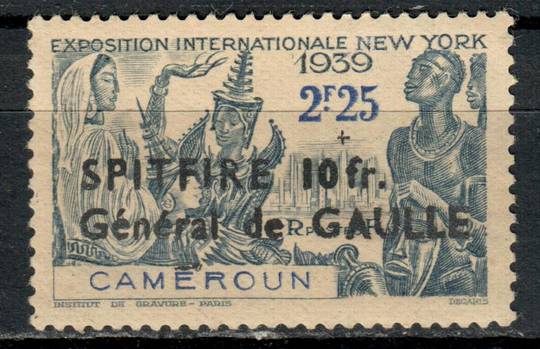 EXPOSITION INTERNATIONALE NEW YORK
1939
2F25
+
SPITFIRE 10fr.
Général de GAULLE
CAMEROUN
INSTITUT DE GRAVURE - PARIS
DECARIS